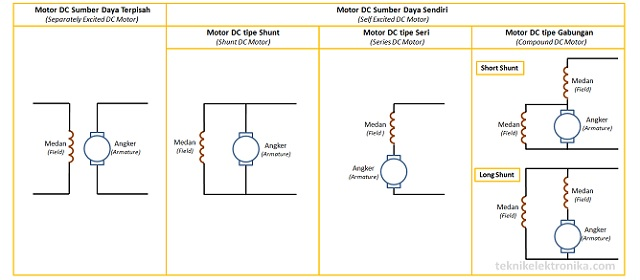 Motor DC Sumber Daya Terpisah
(Separately Excited DC Motor)
Motor DC Sumber Daya Sendiri
(Self Excited DC Motor)
Motor DC tipe Shunt
(Shunt DC Motor)
Motor DC tipe Seri
(Series DC Motor)
Motor DC tipe Gabungan
(Compound DC Motor)
Medan
(Field)
Angker
(Armature)
Medan
(Field)
Angker
(Armature)
Medan
(Field)
Angker
(Armature)
Short Shunt
Medan
(Field)
Medan
(Field)
Angker
(Armature)
Long Shunt
Medan
(Field)
Medan
(Field)
Angker
(Armature)
teknikelektronika.com